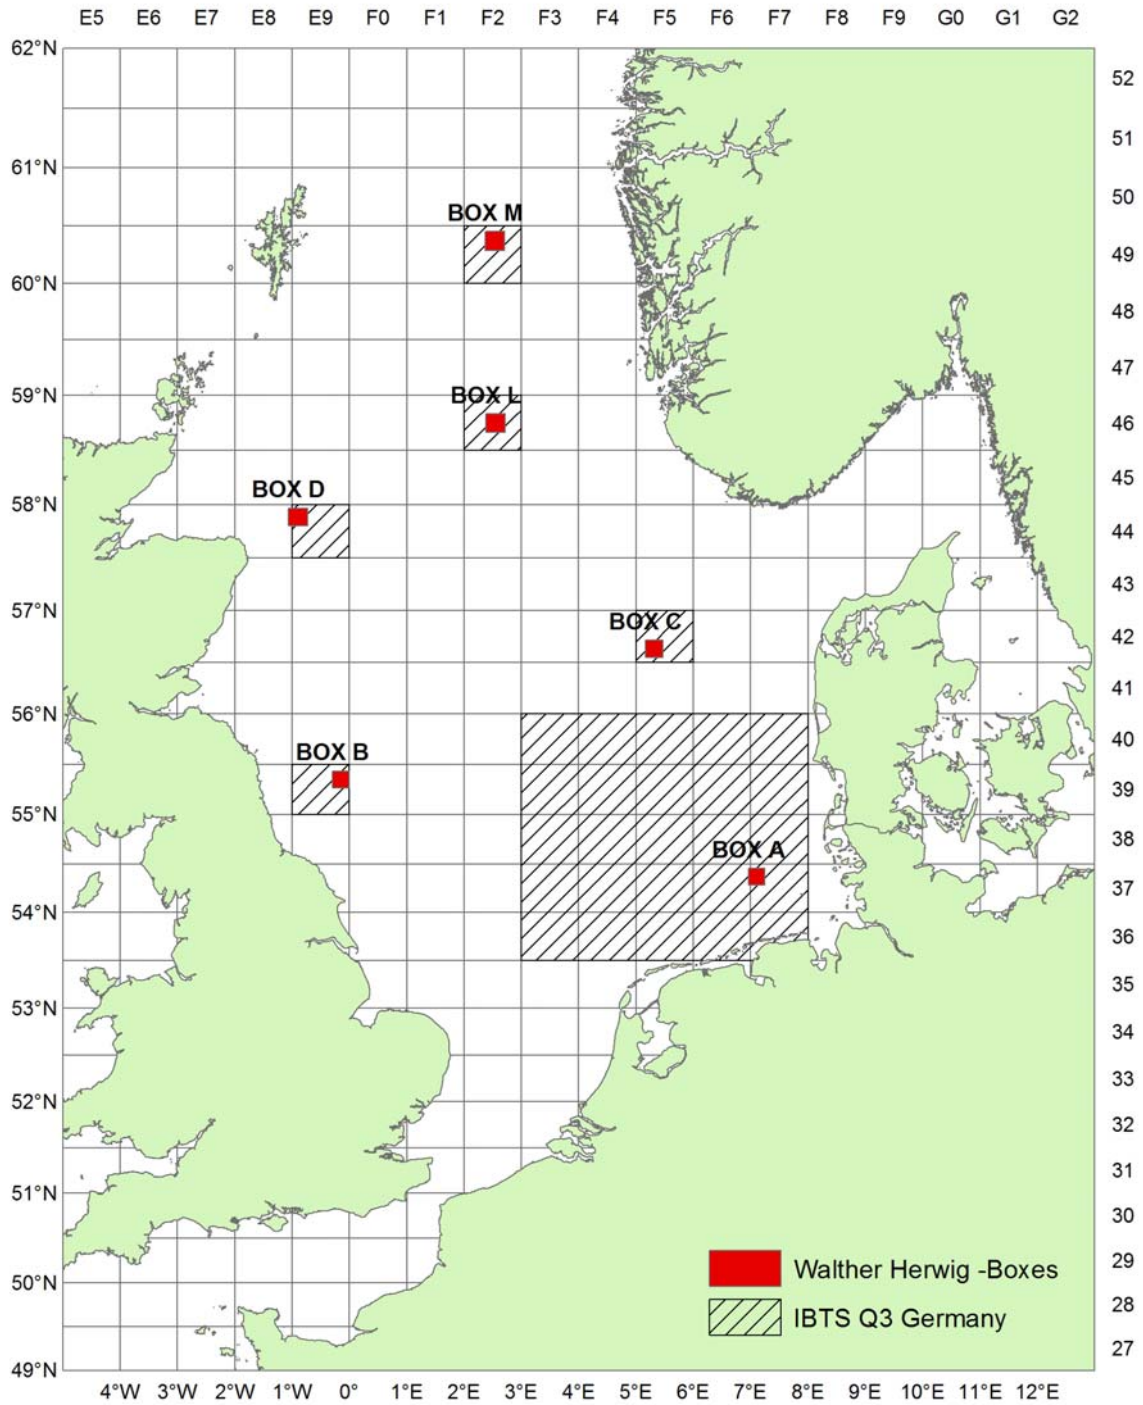 E5 E6 E7 E8 E9 F0 F1 F2 F3 F4 F5 F6 F7 F8 F9 G0 G1 G2
62°N
52
51
61°N
50
BOX M
49
60°N
48
47
59°N
BOX L
46
BOX D
45
58°N
44
43
57°N
BOX C
42
41
56°N
40
BOX B
39
55°N
38
BOX A
37
54°N
36
35
53°N
34
33
52°N
32
31
51°N
30
29
Walther Herwig -Boxes
50°N
28
IBTS Q3 Germany
27
49°N
4°W 3°W 2°W 1°W 0° 1°E 2°E 3°E 4°E 5°E 6°E 7°E 8°E 9°E 10°E 11°E 12°E